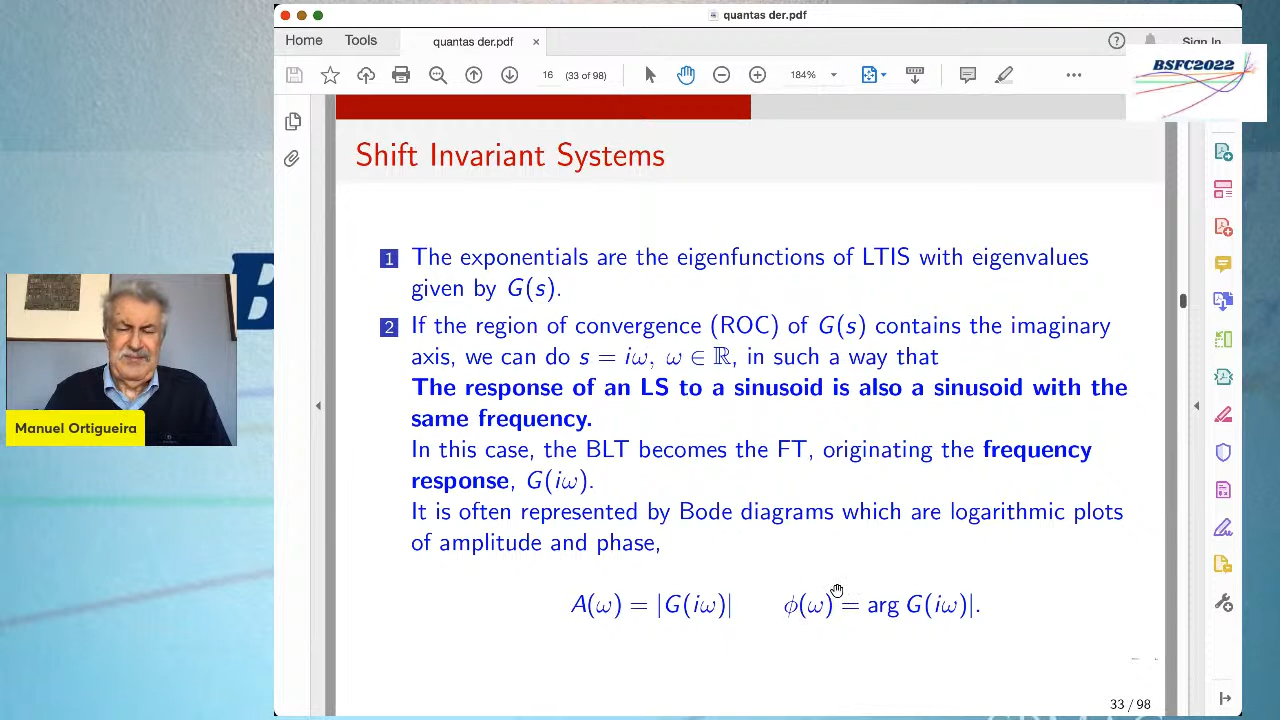 quantas der.pdf
Home
Tools
quantas der.pdf
Sign In
(33 of 98)
184%
BSFC2022
Shift Invariant Systems
1 The exponentials are the eigenfunctions of LTIS with eigenvalues
given by G(s).
2 If the region of convergence (ROC) of G(s) contains the imaginary
axis, we can do s = iω, ω ∈ ℝ, in such a way that
The response of an LS to a sinusoid is also a sinusoid with the
same frequency.
In this case, the BLT becomes the FT, originating the frequency
response, G(iω).
It is often represented by Bode diagrams which are logarithmic plots
of amplitude and phase,
A(ω) = |G(iω)| ϕ(ω) = arg G(iω)|.
33 / 98
Manuel Ortigueira